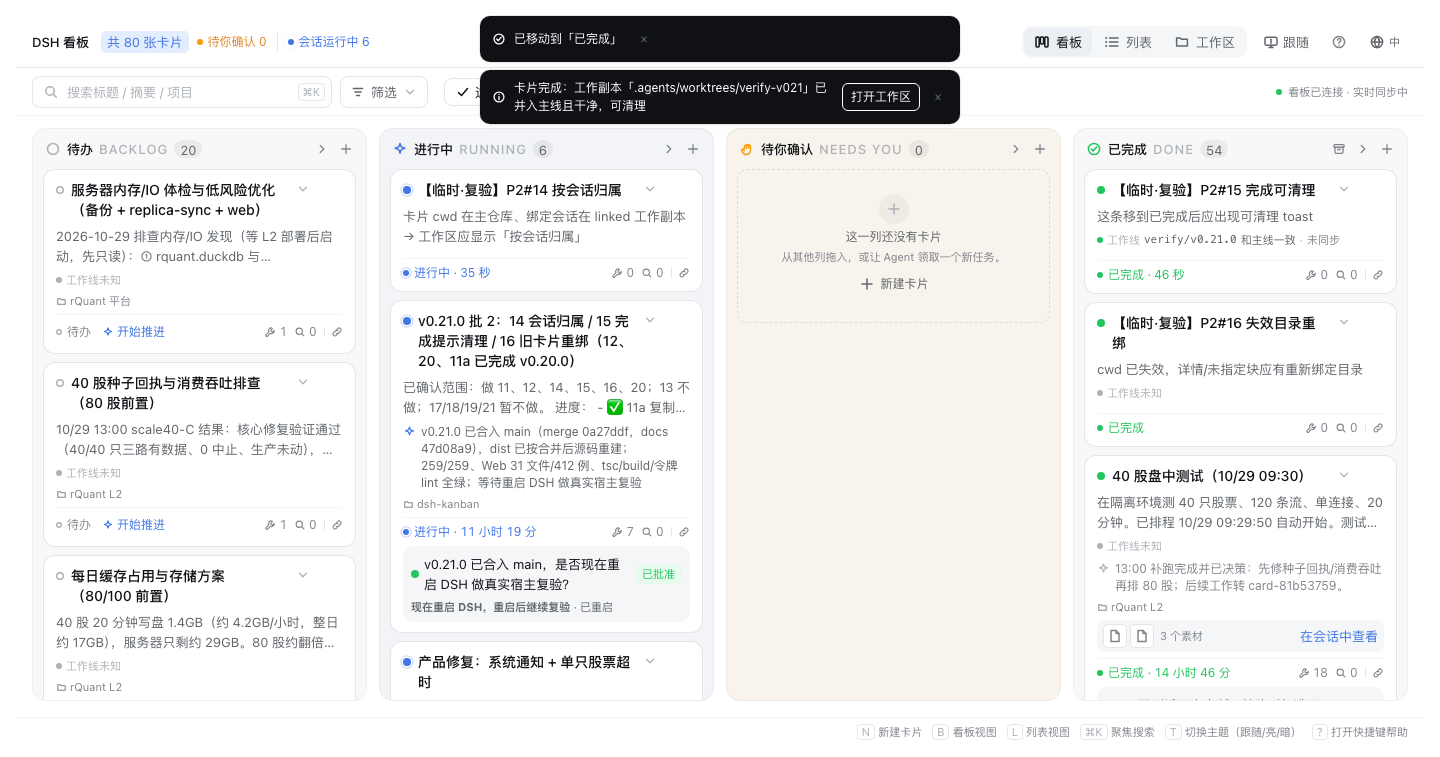 DSH 看板
共 80 张卡片
待你确认 0
会话运行中 6
已移动到「已完成」
×
看板
列表
工作区
跟随
中
搜索标题 / 摘要 / 项目
⌘K
筛选
卡片完成：工作副本「.agents/worktrees/verify-v021」已
并入主线且干净，可清理
打开工作区
×
看板已连接 · 实时同步中
待办 BACKLOG 20
服务器内存/IO 体检与低风险优化
（备份 + replica-sync + web）
2026-10-29 排查内存/IO 发现（等 L2 部署后启
动，先只读）：① rquant.duckdb 与...
工作线未知
rQuant 平台
待办
开始推进
1
0
40 股种子回执与消费吞吐排查
（80 股前置）
10/29 13:00 scale40-C 结果：核心修复验证通过
（40/40 只三路有数据、0 中止、生产未动），...
工作线未知
rQuant L2
待办
开始推进
1
0
每日缓存占用与存储方案
（80/100 前置）
40 股 20 分钟写盘 1.4GB（约 4.2GB/小时，整日
约 17GB），服务器只剩约 29GB。80 股约翻倍...
工作线未知
rQuant L2
进行中 RUNNING 6
【临时·复验】P2#14 按会话归属
卡片 cwd 在主仓库、绑定会话在 linked 工作副本
→ 工作区应显示「按会话归属」
进行中 · 35 秒
0
0
v0.21.0 批 2：14 会话归属 / 15 完
成提示清理 / 16 旧卡片重绑（12、
20、11a 已完成 v0.20.0）
已确认范围：做 11、12、14、15、16、20；13 不
做；17/18/19/21 暂不做。 进度： - ✅ 11a 复制...
v0.21.0 已合入 main（merge 0a27ddf，docs
47d08a9），dist 已按合并后源码重建；
259/259、Web 31 文件/412 例、tsc/build/令牌
lint 全绿；等待重启 DSH 做真实宿主复验
dsh-kanban
进行中 · 11 小时 19 分
7
0
v0.21.0 已合入 main，是否现在重
启 DSH 做真实宿主复验?
已批准
现在重启 DSH，重启后继续复验 · 已重启
产品修复：系统通知 + 单只股票超
时
待你确认 NEEDS YOU 0
这一列还没有卡片
从其他列拖入，或让 Agent 领取一个新任务。
新建卡片
已完成 DONE 54
【临时·复验】P2#15 完成可清理
这条移到已完成后应出现可清理 toast
工作线 verify/v0.21.0 和主线一致 · 未同步
已完成 · 46 秒
0
0
【临时·复验】P2#16 失效目录重
绑
cwd 已失效，详情/未指定块应有重新绑定目录
工作线未知
已完成
0
0
40 股盘中测试（10/29 09:30）
在隔离环境测 40 只股票、120 条流、单连接、20
分钟。已排程 10/29 09:29:50 自动开始。测试...
工作线未知
13:00 补跑完成并已决策：先修种子回执/消费吞吐
再排 80 股；后续工作转 card-81b53759。
rQuant L2
3 个素材
在会话中查看
已完成 · 14 小时 46 分
18
0
N 新建卡片
B 看板视图
L 列表视图
⌘K 聚焦搜索
T 切换主题（跟随/亮/暗）
? 打开快捷键帮助